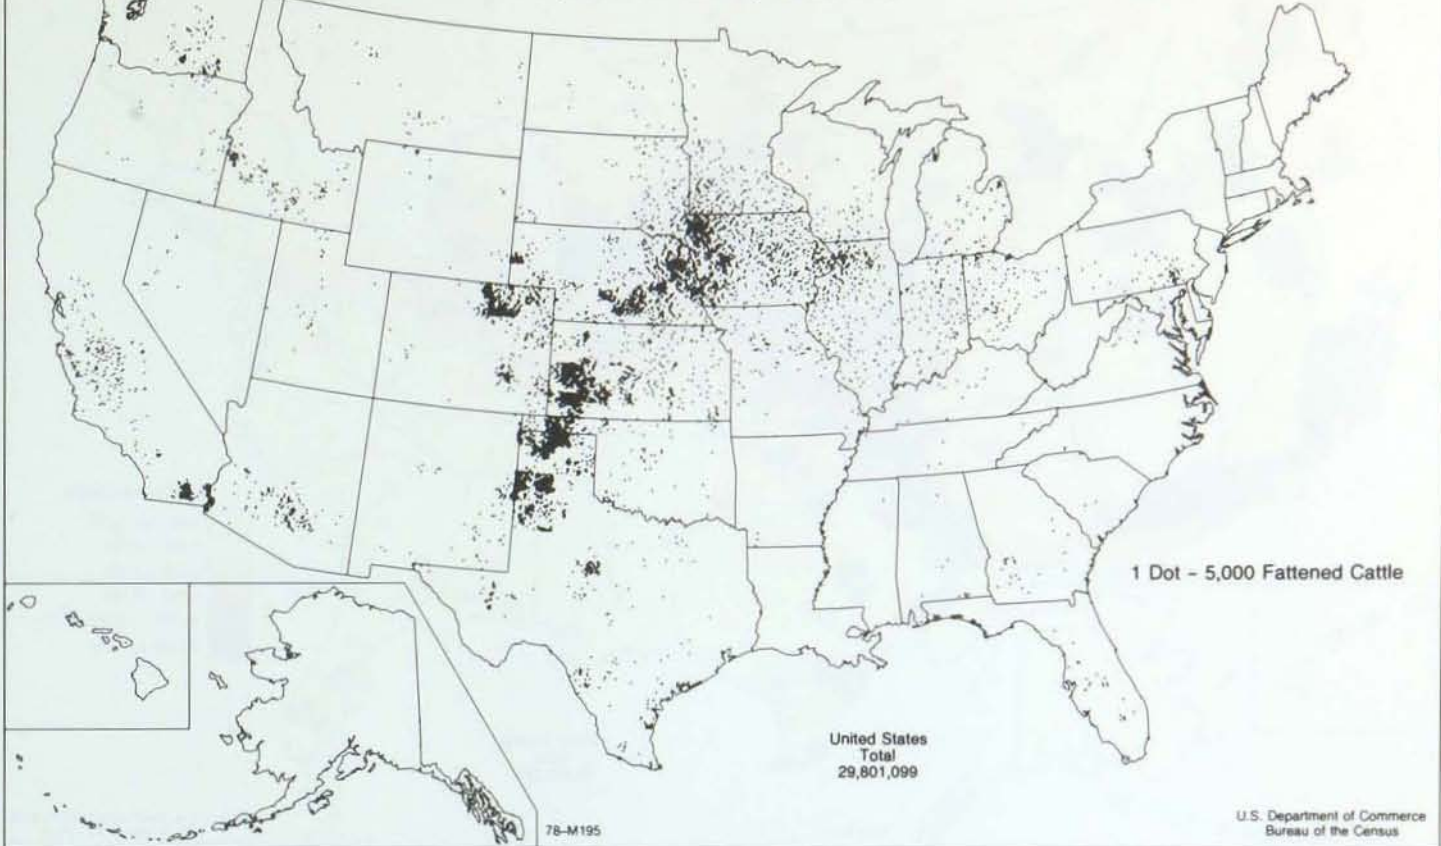 1 Dot – 5,000 Fattened Cattle
United States
Total
29,801,099
78–M195
U.S. Department of Commerce
Bureau of the Census